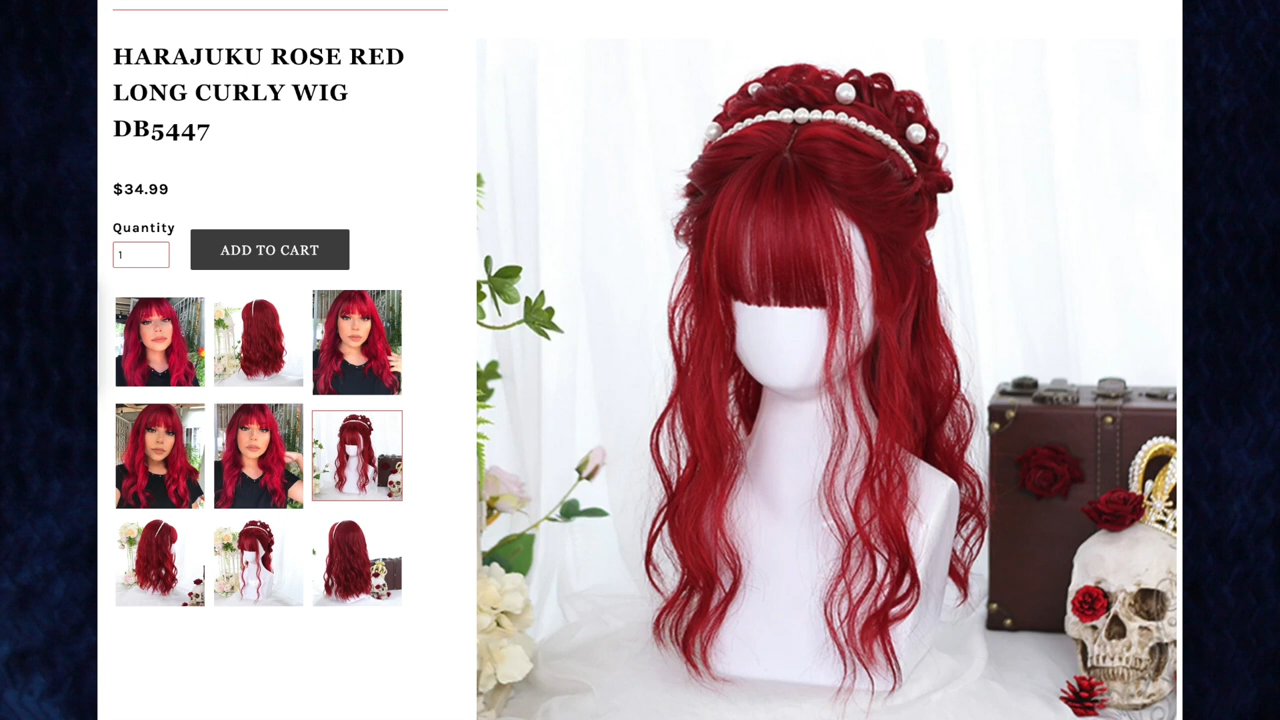 HARAJUKU ROSE RED
LONG CURLY WIG
DB5447
$34.99
Quantity
1
ADD TO CART